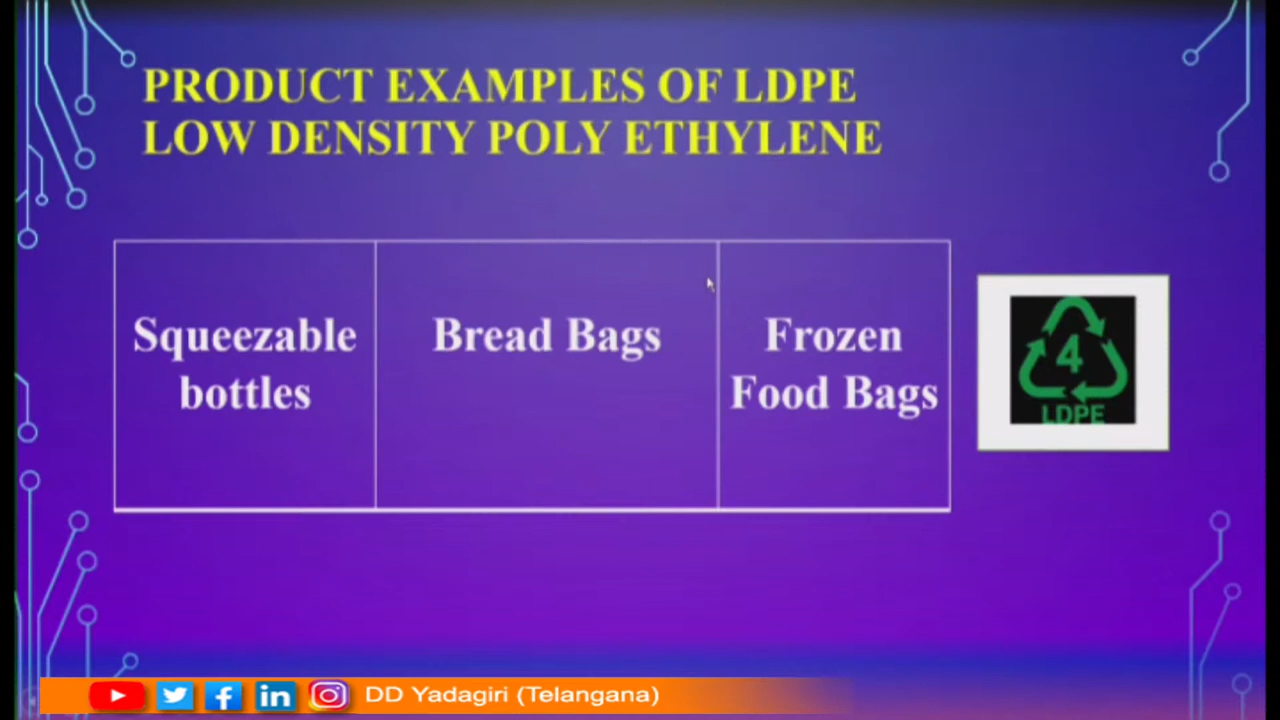 PRODUCT EXAMPLES OF LDPE
LOW DENSITY POLY ETHYLENE
Squeezable
bottles
Bread Bags
Frozen
Food Bags
4
LDPE
DD Yadagiri (Telangana)